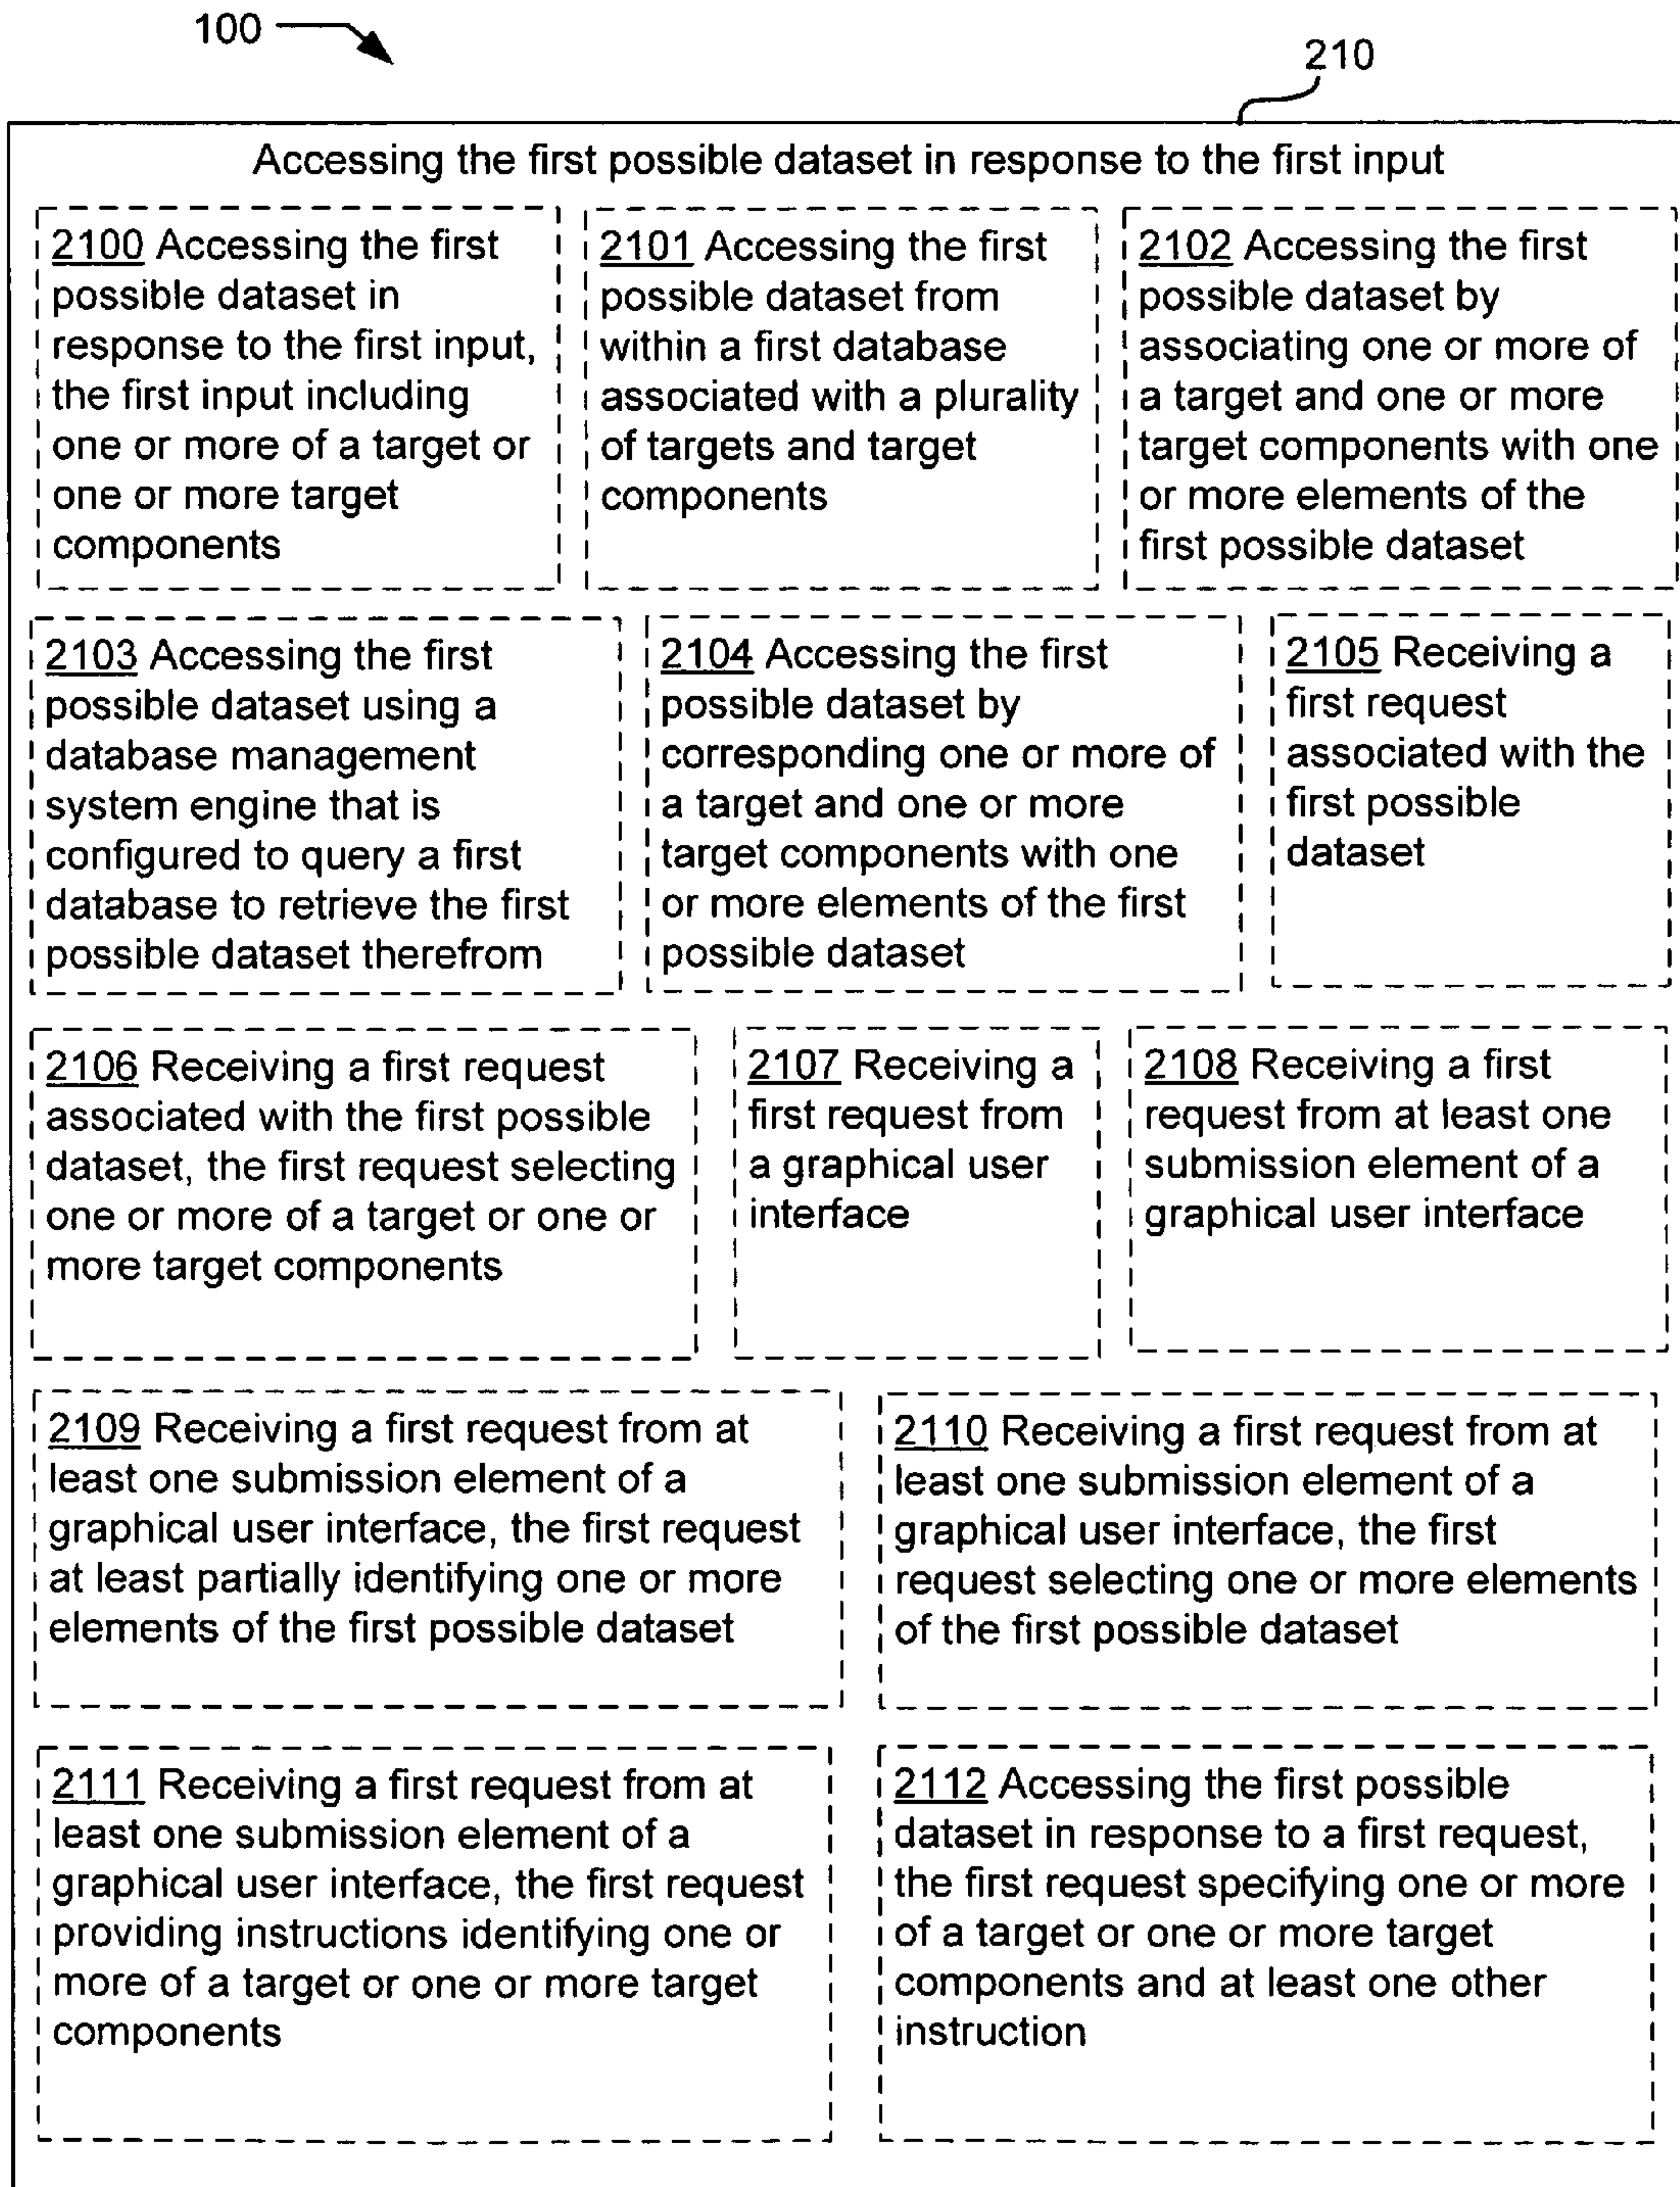 100
210
Accessing the first possible dataset in response to the first input
2100 Accessing the first
possible dataset in
response to the first input,
the first input including
one or more of a target or
one or more target
components
2101 Accessing the first
possible dataset from
within a first database
associated with a plurality
of targets and target
components
2102 Accessing the first
possible dataset by
associating one or more of
a target and one or more
target components with one
or more elements of the
first possible dataset
2103 Accessing the first
possible dataset using a
database management
system engine that is
configured to query a first
database to retrieve the first
possible dataset therefrom
2104 Accessing the first
possible dataset by
corresponding one or more of
a target and one or more
target components with one
or more elements of the first
possible dataset
2105 Receiving a
first request
associated with the
first possible
dataset
2106 Receiving a first request
associated with the first possible
dataset, the first request selecting
one or more of a target or one or
more target components
2107 Receiving a
first request from
a graphical user
interface
2108 Receiving a first
request from at least one
submission element of a
graphical user interface
2109 Receiving a first request from at
least one submission element of a
graphical user interface, the first request
at least partially identifying one or more
elements of the first possible dataset
2110 Receiving a first request from at
least one submission element of a
graphical user interface, the first
request selecting one or more elements
of the first possible dataset
2111 Receiving a first request from at
least one submission element of a
graphical user interface, the first request
providing instructions identifying one or
more of a target or one or more target
components
2112 Accessing the first possible
dataset in response to a first request,
the first request specifying one or more
of a target or one or more target
components and at least one other
instruction